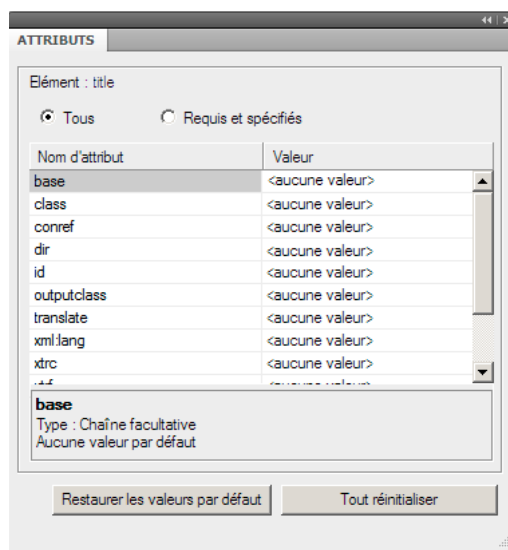 ATTRIBUTS
Elément : title
Tous Requis et spécifiés
Nom d'attribut Valeur
base <aucune valeur>
class <aucune valeur>
conref <aucune valeur>
dir <aucune valeur>
id <aucune valeur>
outputclass <aucune valeur>
translate <aucune valeur>
xml:lang <aucune valeur>
xtrc <aucune valeur>
base
Type : Chaîne facultative
Aucune valeur par défaut
Restaurer les valeurs par défaut Tout réinitialiser